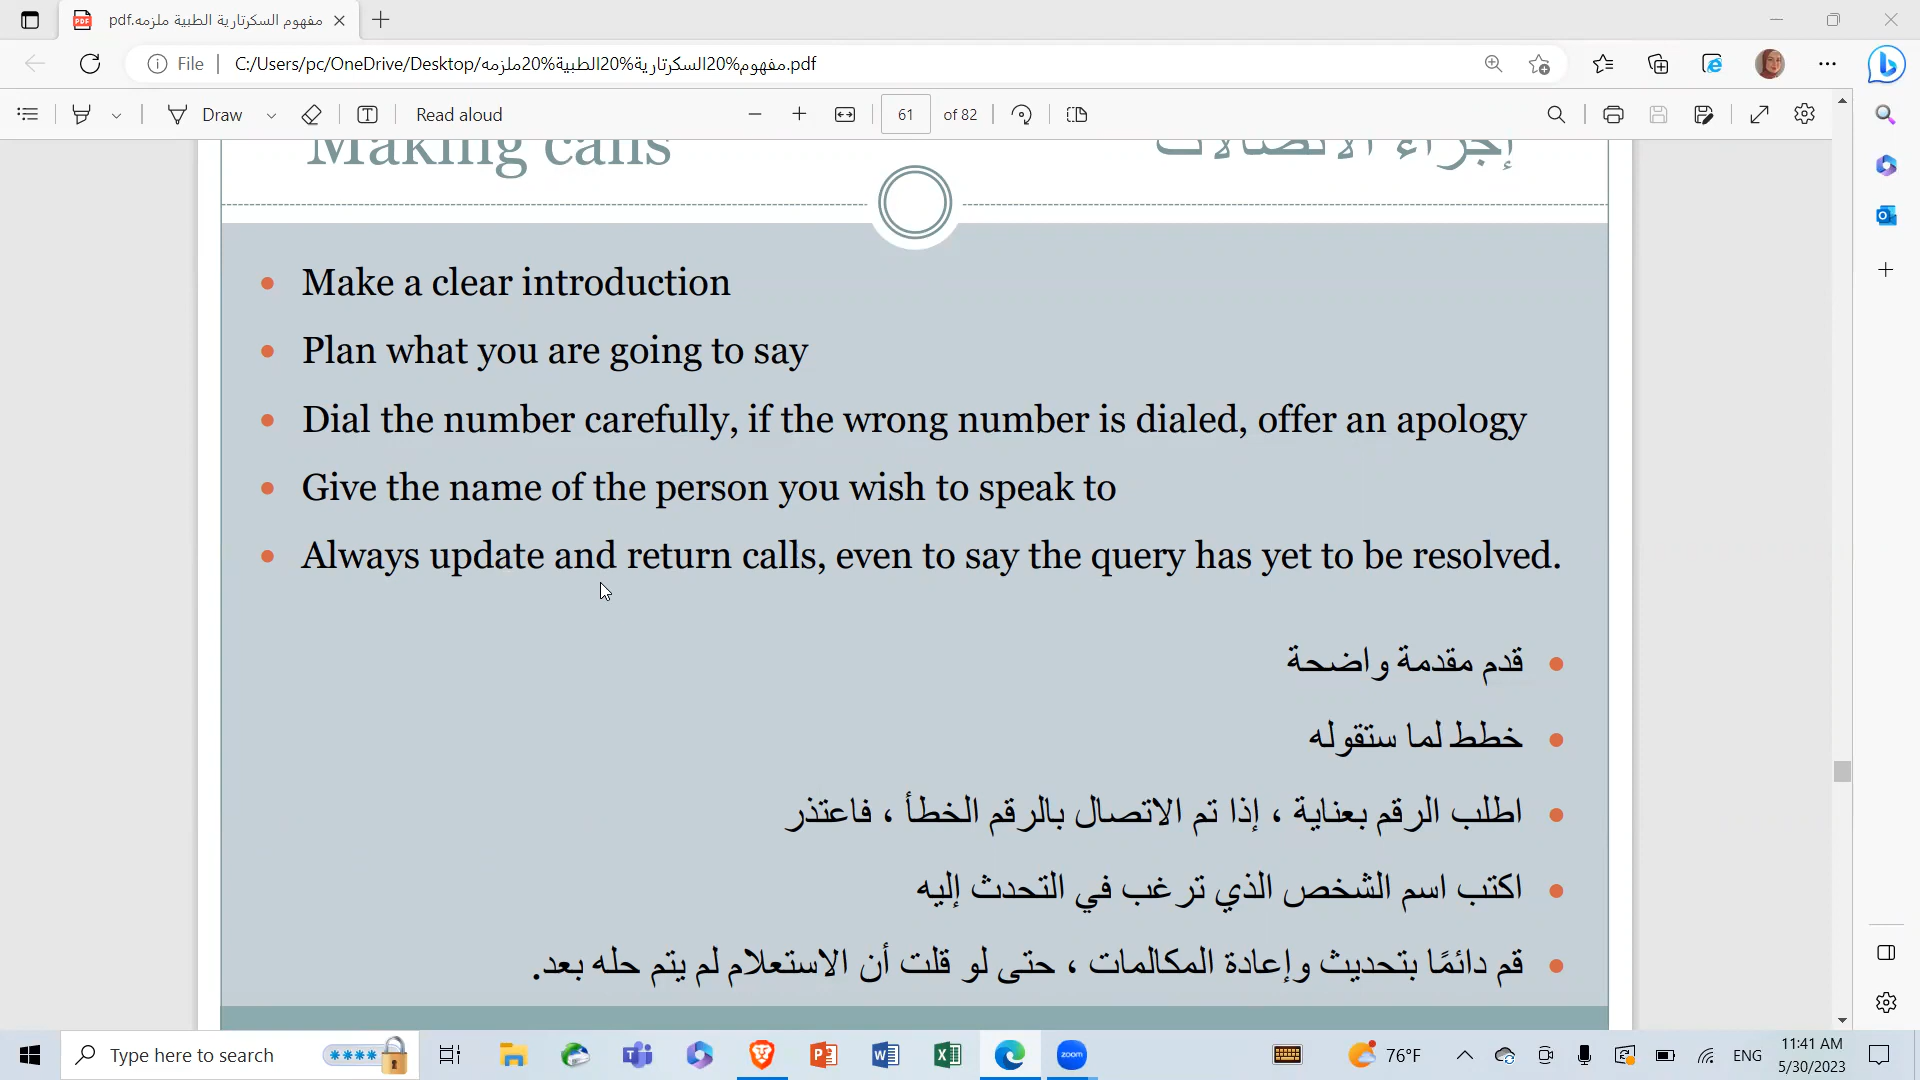 مفهوم السكرتارية الطبية ملزمه.pdf
File
C:/Users/pc/OneDrive/Desktop/مفهوم%20السكرتارية%20الطبية%20ملزمه.pdf
Draw
Read aloud
61 of 82
Making calls
إجراء الاتصالات
• Make a clear introduction
• Plan what you are going to say
• Dial the number carefully, if the wrong number is dialed, offer an apology
• Give the name of the person you wish to speak to
• Always update and return calls, even to say the query has yet to be resolved.
• قدم مقدمة واضحة
• خطط لما ستقوله
• اطلب الرقم بعناية ، إذا تم الاتصال بالرقم الخطأ ، فاعتذر
• اكتب اسم الشخص الذي ترغب في التحدث إليه
• قم دائمًا بتحديث وإعادة المكالمات ، حتى لو قلت أن الاستعلام لم يتم حله بعد.
Type here to search
zoom
76°F
ENG
11:41 AM
5/30/2023